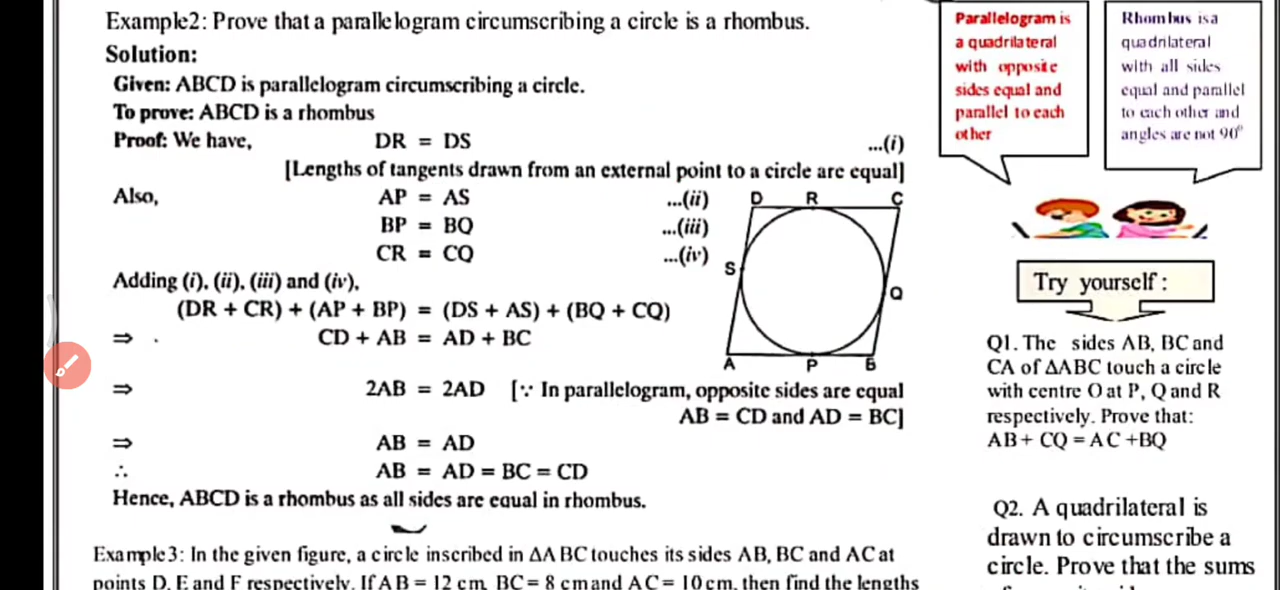 Example2: Prove that a parallelogram circumscribing a circle is a rhombus.
Solution:
Given: ABCD is parallelogram circumscribing a circle.
To prove: ABCD is a rhombus
Proof: We have, DR = DS ...(i)
[Lengths of tangents drawn from an external point to a circle are equal]
Also, AP = AS ...(ii)
BP = BQ ...(iii)
CR = CQ ...(iv)
Adding (i), (ii), (iii) and (iv),
(DR + CR) + (AP + BP) = (DS + AS) + (BQ + CQ)
⇒ CD + AB = AD + BC
⇒ 2AB = 2AD [∵ In parallelogram, opposite sides are equal
AB = CD and AD = BC]
⇒ AB = AD
∴ AB = AD = BC = CD
Hence, ABCD is a rhombus as all sides are equal in rhombus.
D R C
S
Q
A P B
Example3: In the given figure, a circle inscribed in ΔABC touches its sides AB, BC and AC at
points D, E and F respectively. If AB = 12 cm, BC = 8 cm and AC = 10 cm, then find the lengths
Parallelogram is
a quadrilateral
with opposite
sides equal and
parallel to each
other
Rhombus is a
quadrilateral
with all sides
equal and parallel
to each other and
angles are not 90°
Try yourself :
Q1. The sides AB, BC and
CA of ΔABC touch a circle
with centre O at P, Q and R
respectively. Prove that:
AB + CQ = AC + BQ
Q2. A quadrilateral is
drawn to circumscribe a
circle. Prove that the sums